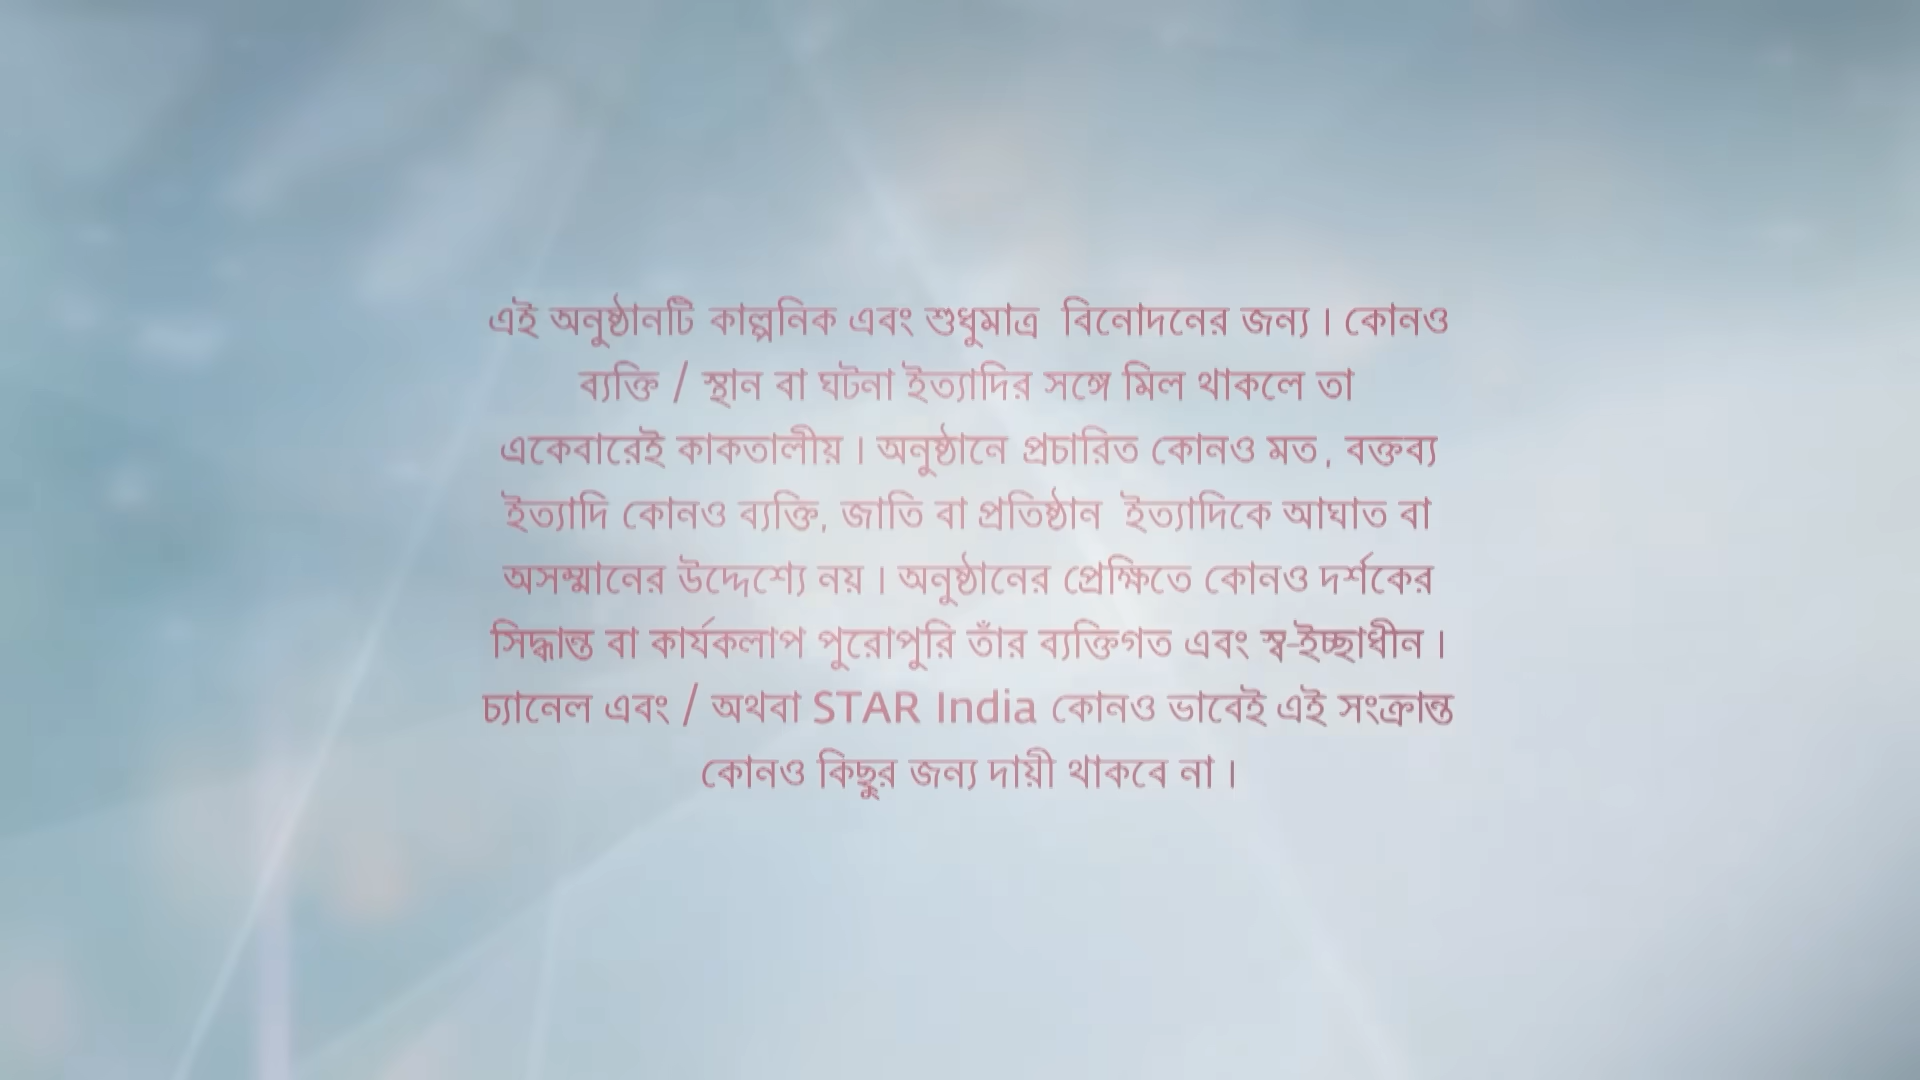 এই অনুষ্ঠানটি কাল্পনিক এবং শুধুমাত্র বিনোদনের জন্য । কোনও
ব্যক্তি / স্থান বা ঘটনা ইত্যাদির সঙ্গে মিল থাকলে তা
একেবারেই কাকতালীয় । অনুষ্ঠানে প্রচারিত কোনও মত , বক্তব্য
ইত্যাদি কোনও ব্যক্তি, জাতি বা প্রতিষ্ঠান ইত্যাদিকে আঘাত বা
অসম্মানের উদ্দেশ্যে নয় । অনুষ্ঠানের প্রেক্ষিতে কোনও দর্শকের
সিদ্ধান্ত বা কার্যকলাপ পুরোপুরি তাঁর ব্যক্তিগত এবং স্ব-ইচ্ছাধীন ।
চ্যানেল এবং / অথবা STAR India কোনও ভাবেই এই সংক্রান্ত
কোনও কিছুর জন্য দায়ী থাকবে না ।